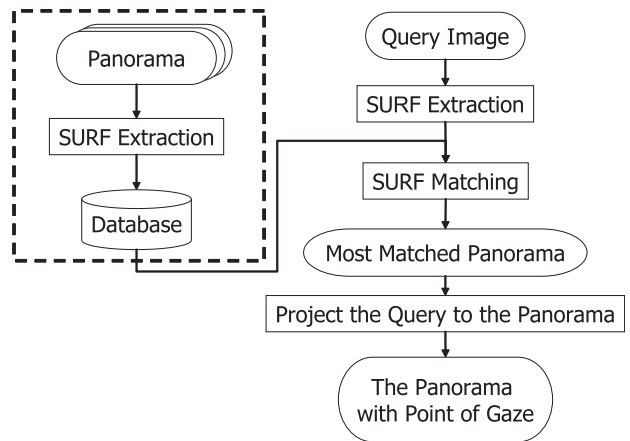 Panorama
SURF Extraction
Database
Query Image
SURF Extraction
SURF Matching
Most Matched Panorama
Project the Query to the Panorama
The Panorama
with Point of Gaze